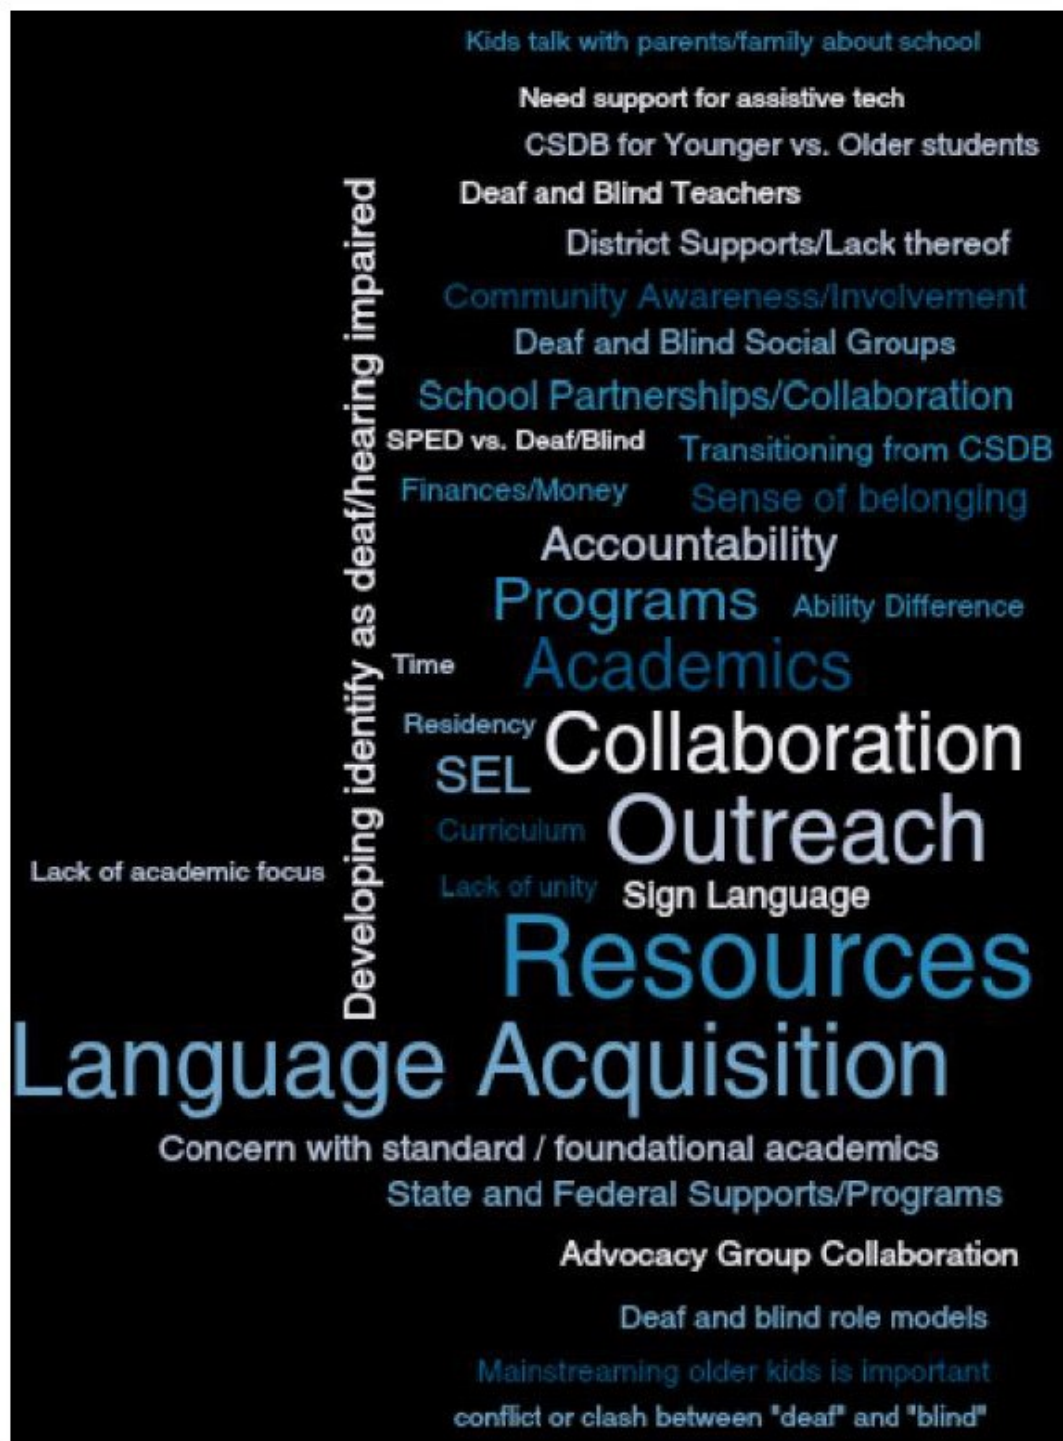 Kids talk with parents/family about school
Need support for assistive tech
CSDB for Younger vs. Older students
Deaf and Blind Teachers
Developing identify as deaf/hearing impaired
District Supports/Lack thereof
Community Awareness/Involvement
Deaf and Blind Social Groups
School Partnerships/Collaboration
SPED vs. Deaf/Blind
Transitioning from CSDB
Finances/Money
Sense of belonging
Accountability
Programs
Ability Difference
Time
Academics
Residency
Collaboration
SEL
Outreach
Curriculum
Lack of academic focus
Lack of unity
Sign Language
Resources
Language Acquisition
Concern with standard / foundational academics
State and Federal Supports/Programs
Advocacy Group Collaboration
Deaf and blind role models
Mainstreaming older kids is important
conflict or clash between "deaf" and "blind"